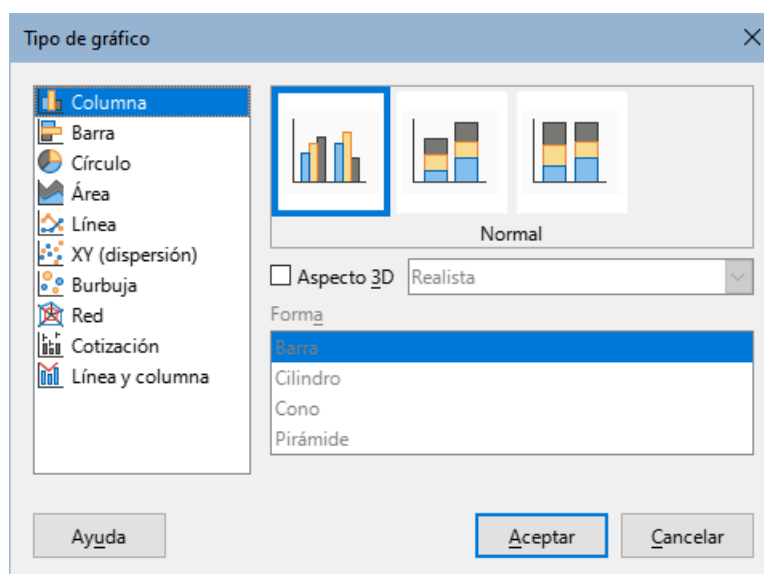 Tipo de gráfico
Columna
Barra
Círculo
Área
Línea
XY (dispersión)
Burbuja
Red
Cotización
Línea y columna
Normal
Aspecto 3D
Realista
Forma
Barra
Cilindro
Cono
Pirámide
Ayuda
Aceptar
Cancelar